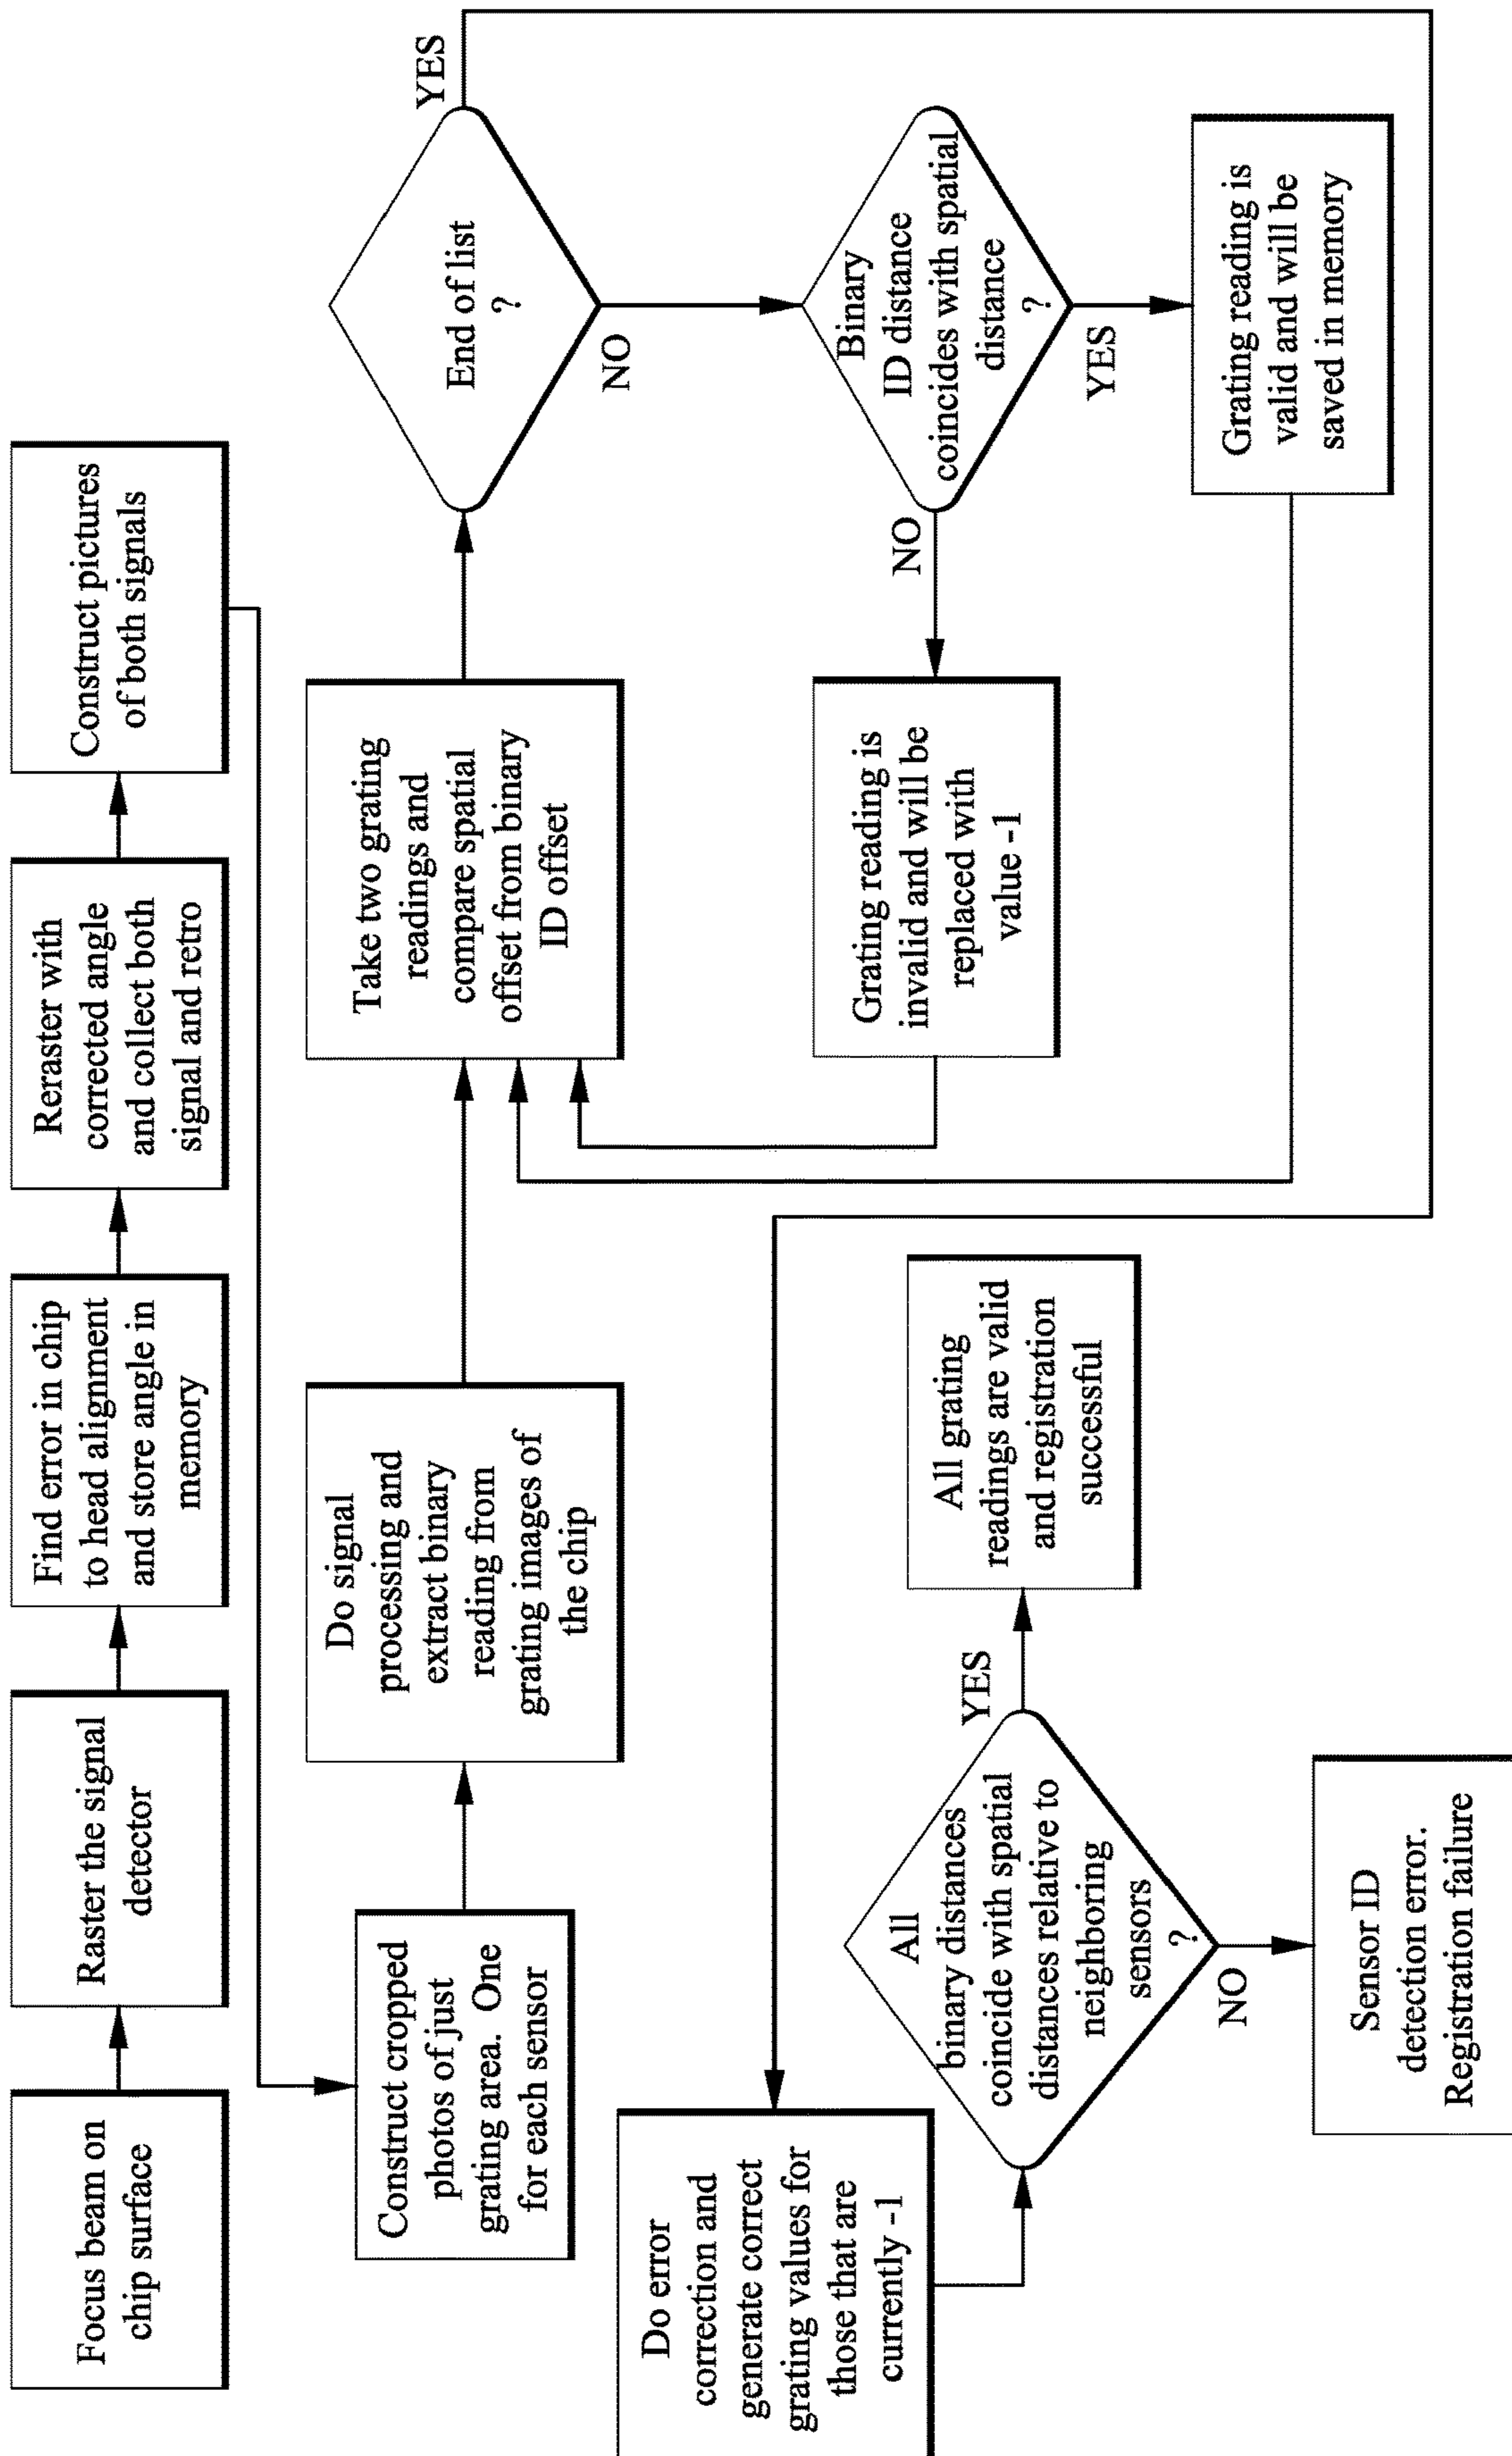 Focus beam on
chip surface
Raster the signal
detector
Find error in chip
to head alignment
and store angle in
memory
Reraster with
corrected angle
and collect both
signal and retro
Construct pictures
of both signals
Construct cropped
photos of just
grating area.  One
for each sensor
Do signal
processing and
extract binary
reading from
grating images of
the chip
Take two grating
readings and
compare spatial
offset from binary
ID offset
End of list
?
YES
NO
Binary
ID distance
coincides with spatial
distance
?
NO
YES
Grating reading is
invalid and will be
replaced with
value -1
Grating reading is
valid and will be
saved in memory
Do error
correction and
generate correct
grating values for
those that are
currently -1
All
binary distances
coincide with spatial
distances relative to
neighboring
sensors
?
YES
NO
All grating
readings are valid
and registration
successful
Sensor ID
detection error.
Registration failure